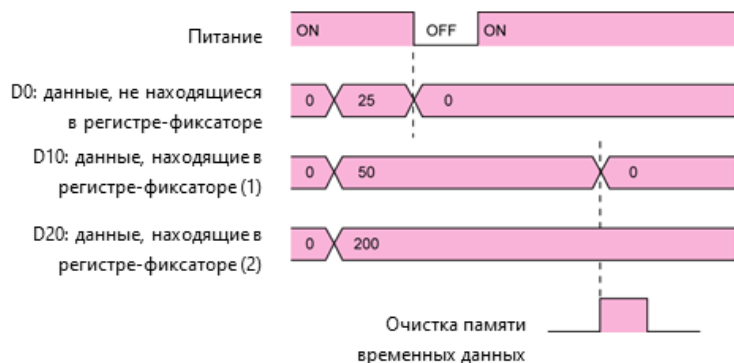 Питание ON OFF ON
D0: данные, не находящиеся
в регистре-фиксаторе
0 25 0
D10: данные, находящие в
регистре-фиксаторе (1)
0 50 0
D20: данные, находящие в
регистре-фиксаторе (2)
0 200
Очистка памяти
временных данных